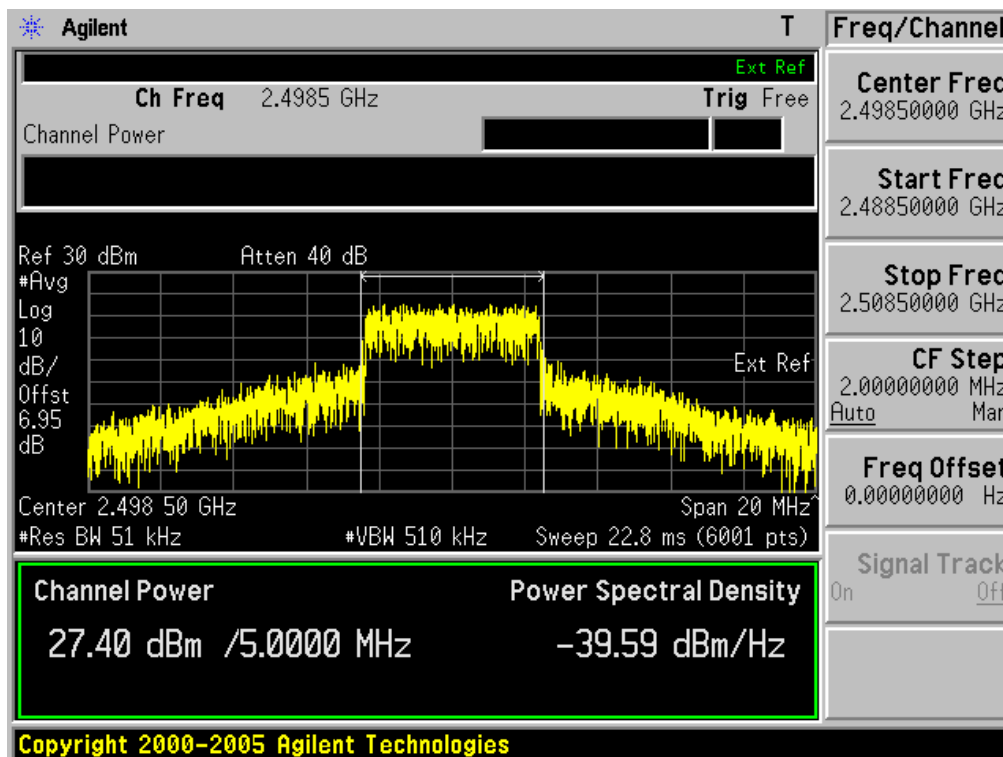 Agilent T Freq/Channel
Ext Ref
Ch Freq 2.4985 GHz Trig Free
Channel Power
Center Freq
2.49850000 GHz
Start Freq
2.48850000 GHz
Stop Freq
2.50850000 GHz
CF Step
2.00000000 MHz
Auto Man
Freq Offset
0.00000000 Hz
Signal Track
On Off
Ref 30 dBm Atten 40 dB
#Avg
Log
10
dB/
Offst
6.95
dB
Ext Ref
Center 2.498 50 GHz Span 20 MHz^
#Res BW 51 kHz #VBW 510 kHz Sweep 22.8 ms (6001 pts)
Channel Power Power Spectral Density
27.40 dBm /5.0000 MHz -39.59 dBm/Hz
Copyright 2000-2005 Agilent Technologies